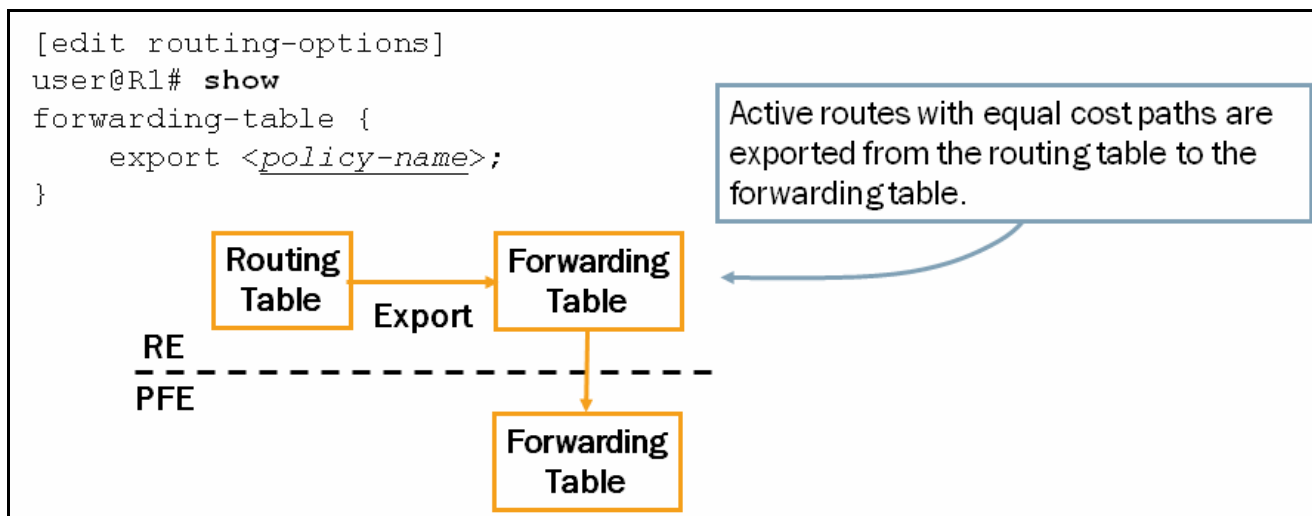 [edit routing-options]
user@R1# show
forwarding-table {
export <policy-name>;
}
Active routes with equal cost paths are
exported from the routing table to the
forwarding table.
Routing
Table
Export
Forwarding
Table
RE
PFE
Forwarding
Table